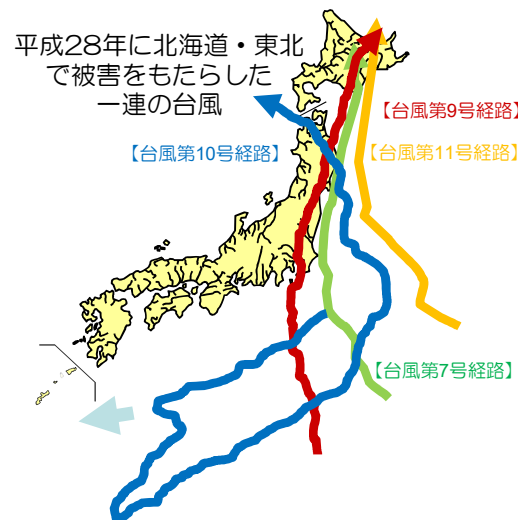 平成28年に北海道・東北
で被害をもたらした
一連の台風
【台風第9号経路】
【台風第10号経路】
【台風第11号経路】
【台風第7号経路】